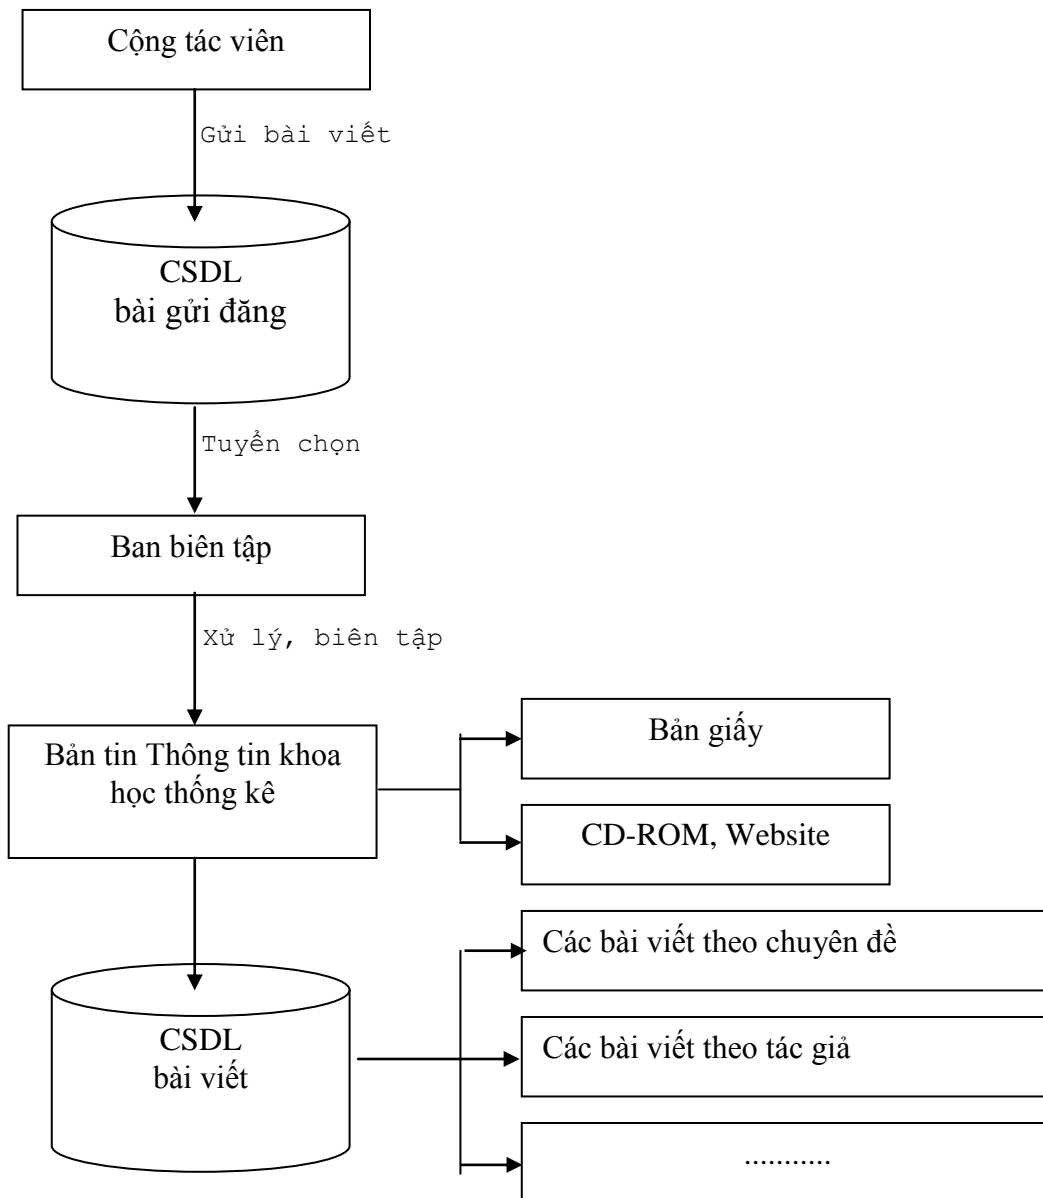 Cộng tác viên
Gửi bài viết
CSDL
bài gửi đăng
Tuyển chọn
Ban biên tập
Xử lý, biên tập
Bản tin Thông tin khoa
học thống kê
Bản giấy
CD-ROM, Website
CSDL
bài viết
Các bài viết theo chuyên đề
Các bài viết theo tác giả
...........